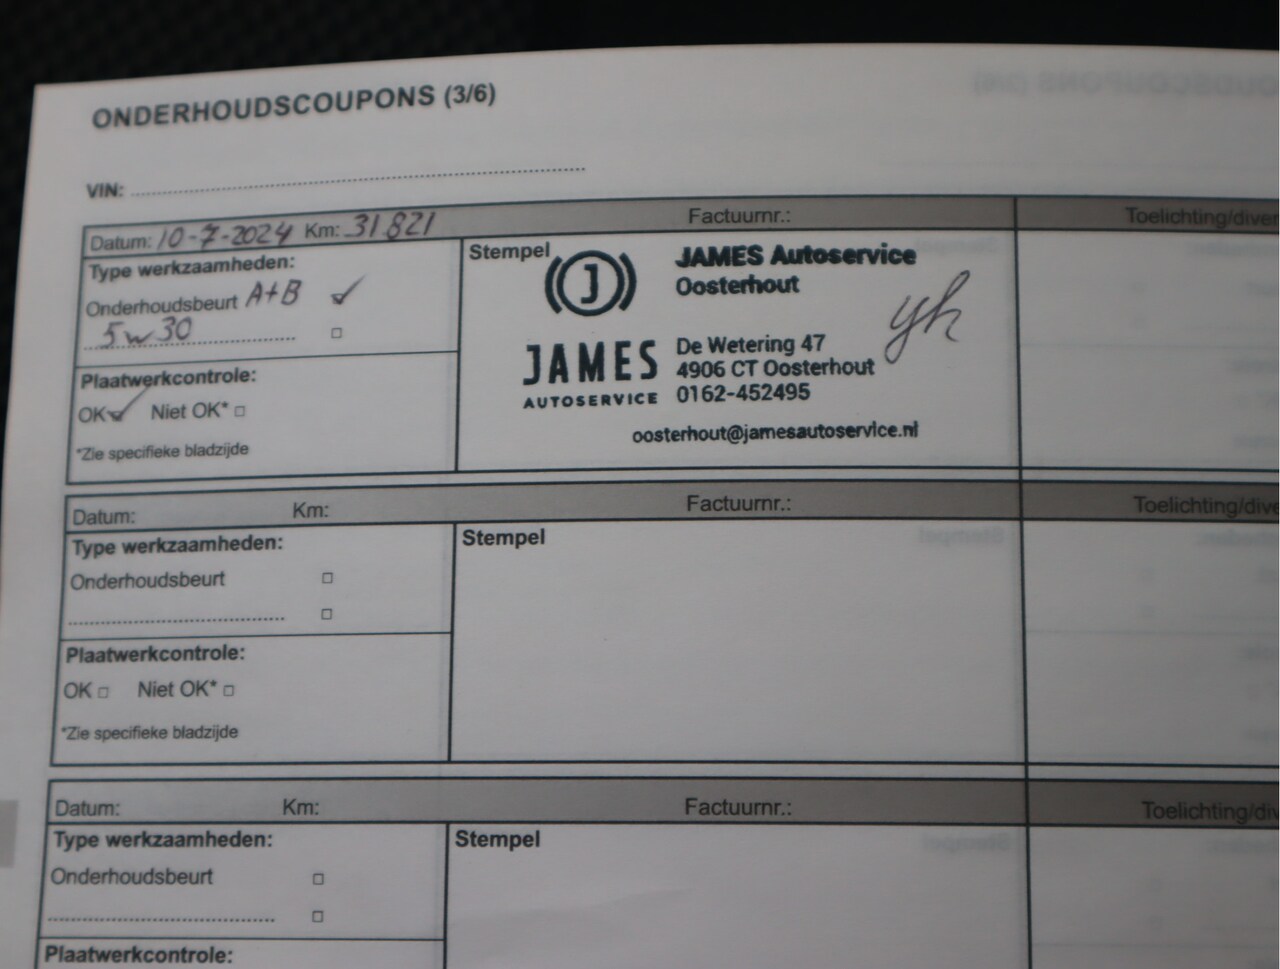 ONDERHOUDSCOUPONS (3/6)
VIN:
Datum: 10-7-2024 Km: 31821 Factuurnr.: Toelichting/diver
Type werkzaamheden:
Onderhoudsbeurt A+B
5w30
Plaatwerkcontrole:
OK Niet OK*
*Zie specifieke bladzijde
Stempel
J
JAMES
AUTOSERVICE
JAMES Autoservice
Oosterhout
De Wetering 47
4906 CT Oosterhout
0162-452495
oosterhout@jamesautoservice.nl
Datum: Km: Factuurnr.: Toelichting/dive
Type werkzaamheden:
Onderhoudsbeurt
Plaatwerkcontrole:
OK Niet OK*
*Zie specifieke bladzijde
Stempel
Datum: Km: Factuurnr.: Toelichting/div
Type werkzaamheden:
Onderhoudsbeurt
Plaatwerkcontrole:
Stempel